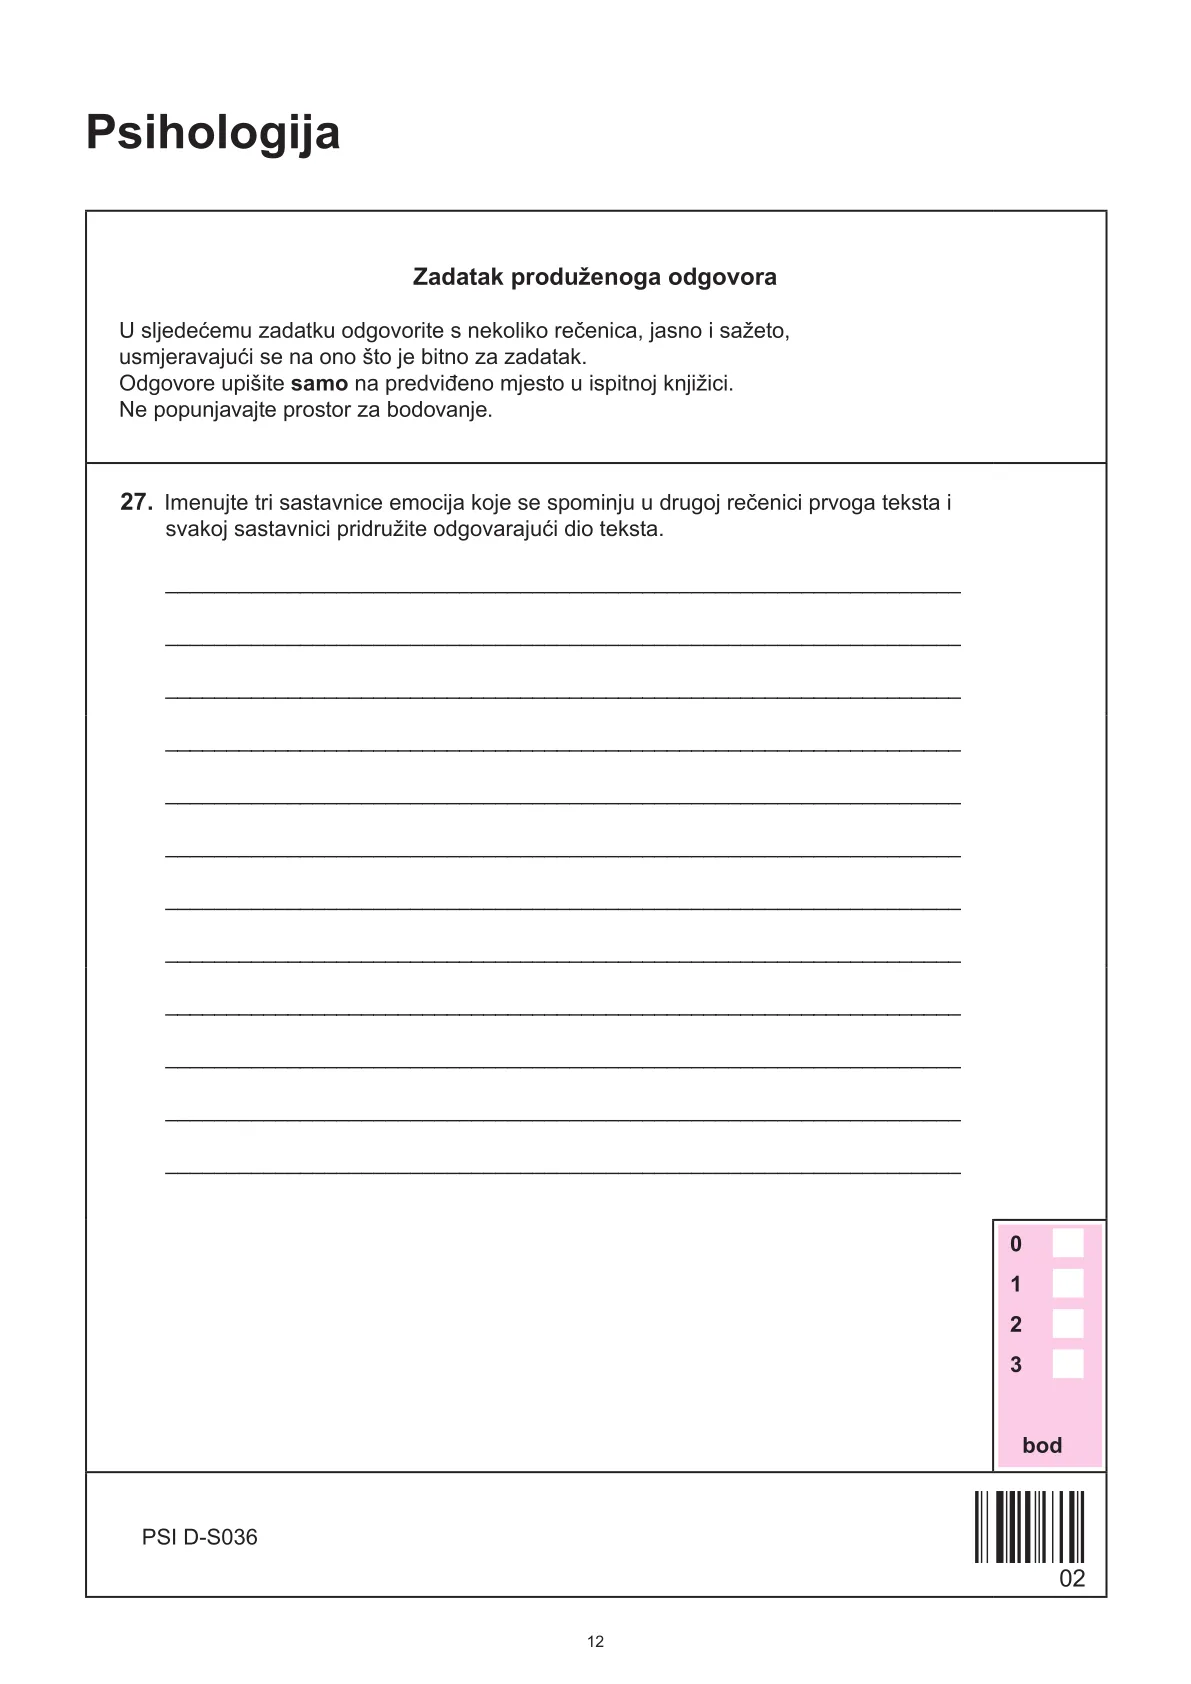 Psihologija
Zadatak produženoga odgovora
U sljedećemu zadatku odgovorite s nekoliko rečenica, jasno i sažeto,
usmjeravajući se na ono što je bitno za zadatak.
Odgovore upišite samo na predviđeno mjesto u ispitnoj knjižici.
Ne popunjavajte prostor za bodovanje.
27. Imenujte tri sastavnice emocija koje se spominju u drugoj rečenici prvoga teksta i
svakoj sastavnici pridružite odgovarajući dio teksta.
0
1
2
3
bod
PSI D-S036
02
12